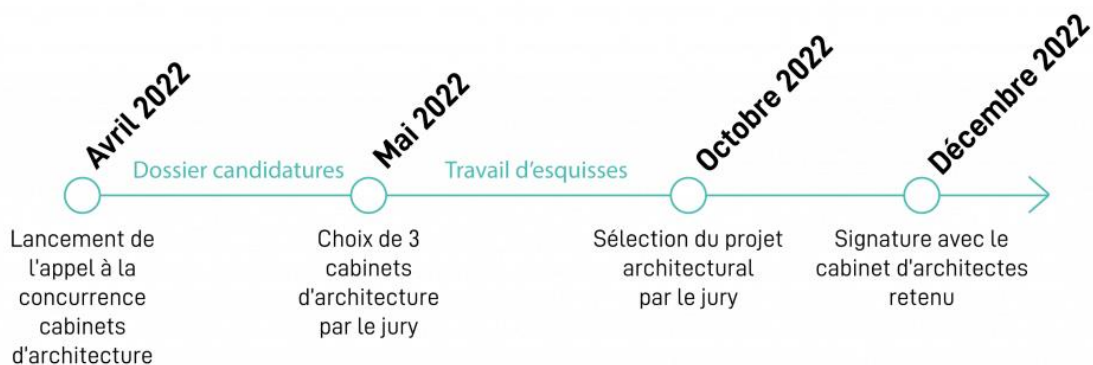 Avril 2022
Mai 2022
Octobre 2022
Décembre 2022
Dossier candidatures
Travail d'esquisses
Lancement de
l'appel à la
concurrence
cabinets
d'architecture
Choix de 3
cabinets
d'architecture
par le jury
Sélection du projet
architectural
par le jury
Signature avec le
cabinet d'architectes
retenu